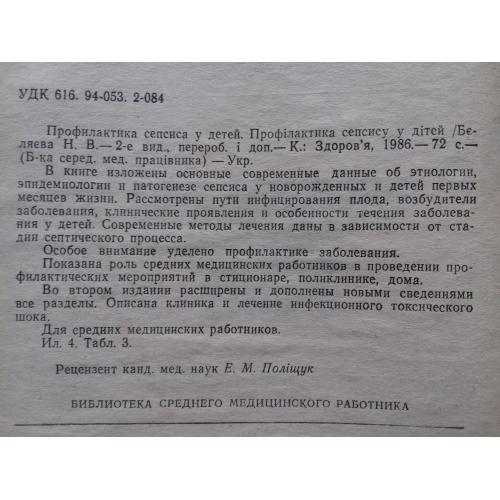 УДК 616. 94-053. 2-084
Профилактика сепсиса у детей. Профілактика сепсису у дітей /Бє-
ляєва Н. В.— 2-е вид., перероб. і доп.— К.: Здоров'я, 1986.— 72 с.—
(Б-ка серед. мед. працівника) — Укр.
В книге изложены основные современные данные об этнологии,
эпидемиологии и патогенезе сепсиса у новорожденных и детей первых
месяцев жизни. Рассмотрены пути инфицирования плода, возбудители
заболевания, клинические проявления и особенности течения заболева-
ния у детей. Современные методы лечения даны в зависимости от ста-
дии септического процесса.
Особое внимание уделено профилактике заболевания.
Показана роль средних медицинских работников в проведении про-
филактических мероприятий в стационаре, поликлинике, дома.
Во втором издании расширены и дополнены новыми сведениями
все разделы. Описана клиника и лечение инфекционного токсического
шока.
Для средних медицинских работников.
Ил. 4. Табл. 3.
Рецензент канд. мед. наук Е. М. Поліщук
БИБЛИОТЕКА СРЕДНЕГО МЕДИЦИНСКОГО РАБОТНИКА